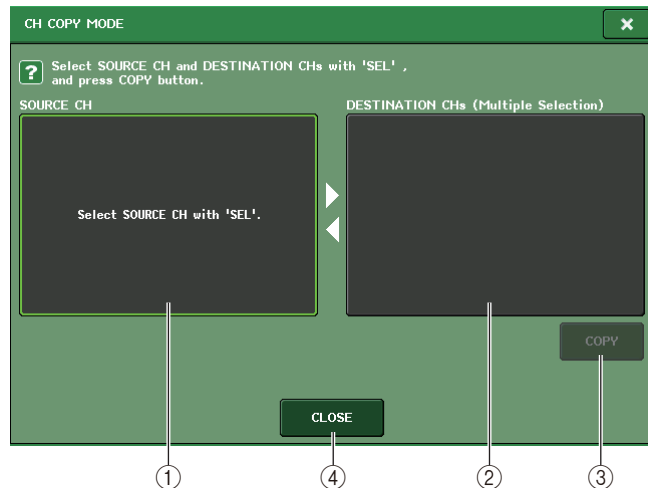 CH COPY MODE
×
? Select SOURCE CH and DESTINATION CHs with 'SEL' ,
and press COPY button.
SOURCE CH
DESTINATION CHs (Multiple Selection)
Select SOURCE CH with 'SEL'.
COPY
CLOSE
① ④ ② ③